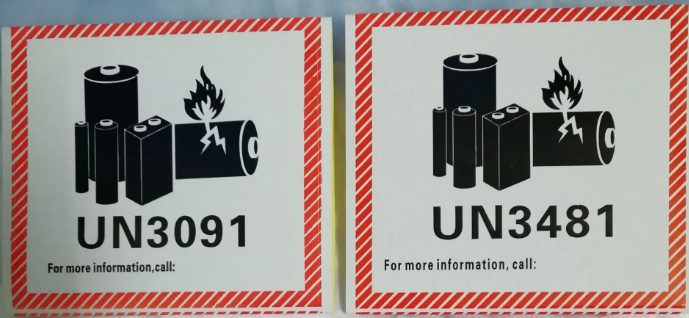 UN3091
For more information,call:
UN3481
For more information, call: